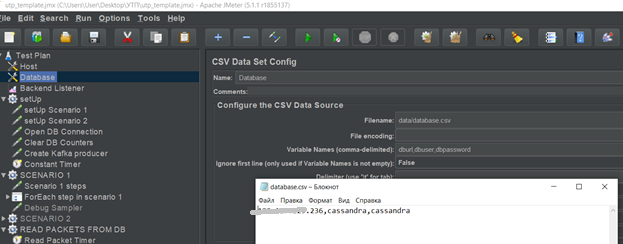 utp_template.jmx (C:\Users\User\Desktop\УТП\utp_template.jmx) - Apache JMeter (5.1.1 r1855137)
File Edit Search Run Options Tools Help
Test Plan
Host
Database
Backend Listener
setUp
setUp Scenario 1
setUp Scenario 2
Open DB Connection
Clear DB Counters
Create Kafka producer
Constant Timer
SCENARIO 1
Scenario 1 steps
ForEach step in scenario 1
Debug Sampler
SCENARIO 2
READ PACKETS FROM DB
Read Packet Timer
CSV Data Set Config
Name: Database
Comments:
Configure the CSV Data Source
Filename: data/database.csv
File encoding:
Variable Names (comma-delimited): dburl,dbuser,dbpassword
Ignore first line (only used if Variable Names is not empty): False
Delimiter (use '\t' for tab):
database.csv – Блокнот
Файл Правка Формат Вид Справка
.236,cassandra,cassandra